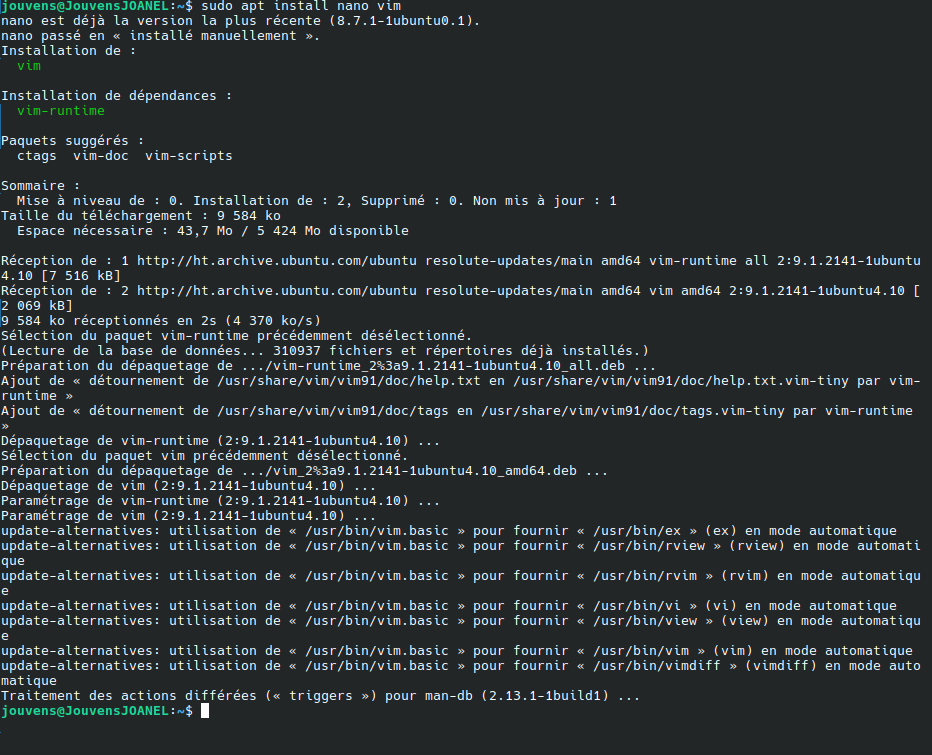 jouvens@JouvensJOANEL:~$ sudo apt install nano vim
nano est déjà la version la plus récente (8.7.1-1ubuntu0.1).
nano passé en « installé manuellement ».
Installation de :
  vim

Installation de dépendances :
  vim-runtime

Paquets suggérés :
  ctags  vim-doc  vim-scripts

Sommaire :
  Mise à niveau de : 0. Installation de : 2, Supprimé : 0. Non mis à jour : 1
Taille du téléchargement : 9 584 ko
  Espace nécessaire : 43,7 Mo / 5 424 Mo disponible

Réception de : 1 http://ht.archive.ubuntu.com/ubuntu resolute-updates/main amd64 vim-runtime all 2:9.1.2141-1ubuntu
4.10 [7 516 kB]
Réception de : 2 http://ht.archive.ubuntu.com/ubuntu resolute-updates/main amd64 vim amd64 2:9.1.2141-1ubuntu4.10 [
2 069 kB]
9 584 ko réceptionnés en 2s (4 370 ko/s)
Sélection du paquet vim-runtime précédemment désélectionné.
(Lecture de la base de données... 310937 fichiers et répertoires déjà installés.)
Préparation du dépaquetage de .../vim-runtime_2%3a9.1.2141-1ubuntu4.10_all.deb ...
Ajout de « détournement de /usr/share/vim/vim91/doc/help.txt en /usr/share/vim/vim91/doc/help.txt.vim-tiny par vim-
runtime »
Ajout de « détournement de /usr/share/vim/vim91/doc/tags en /usr/share/vim/vim91/doc/tags.vim-tiny par vim-runtime
»
Dépaquetage de vim-runtime (2:9.1.2141-1ubuntu4.10) ...
Sélection du paquet vim précédemment désélectionné.
Préparation du dépaquetage de .../vim_2%3a9.1.2141-1ubuntu4.10_amd64.deb ...
Dépaquetage de vim (2:9.1.2141-1ubuntu4.10) ...
Paramétrage de vim-runtime (2:9.1.2141-1ubuntu4.10) ...
Paramétrage de vim (2:9.1.2141-1ubuntu4.10) ...
update-alternatives: utilisation de « /usr/bin/vim.basic » pour fournir « /usr/bin/ex » (ex) en mode automatique
update-alternatives: utilisation de « /usr/bin/vim.basic » pour fournir « /usr/bin/rview » (rview) en mode automati
que
update-alternatives: utilisation de « /usr/bin/vim.basic » pour fournir « /usr/bin/rvim » (rvim) en mode automatiqu
e
update-alternatives: utilisation de « /usr/bin/vim.basic » pour fournir « /usr/bin/vi » (vi) en mode automatique
update-alternatives: utilisation de « /usr/bin/vim.basic » pour fournir « /usr/bin/view » (view) en mode automatiqu
e
update-alternatives: utilisation de « /usr/bin/vim.basic » pour fournir « /usr/bin/vim » (vim) en mode automatique
update-alternatives: utilisation de « /usr/bin/vim.basic » pour fournir « /usr/bin/vimdiff » (vimdiff) en mode auto
matique
Traitement des actions différées (« triggers ») pour man-db (2.13.1-1build1) ...
jouvens@JouvensJOANEL:~$